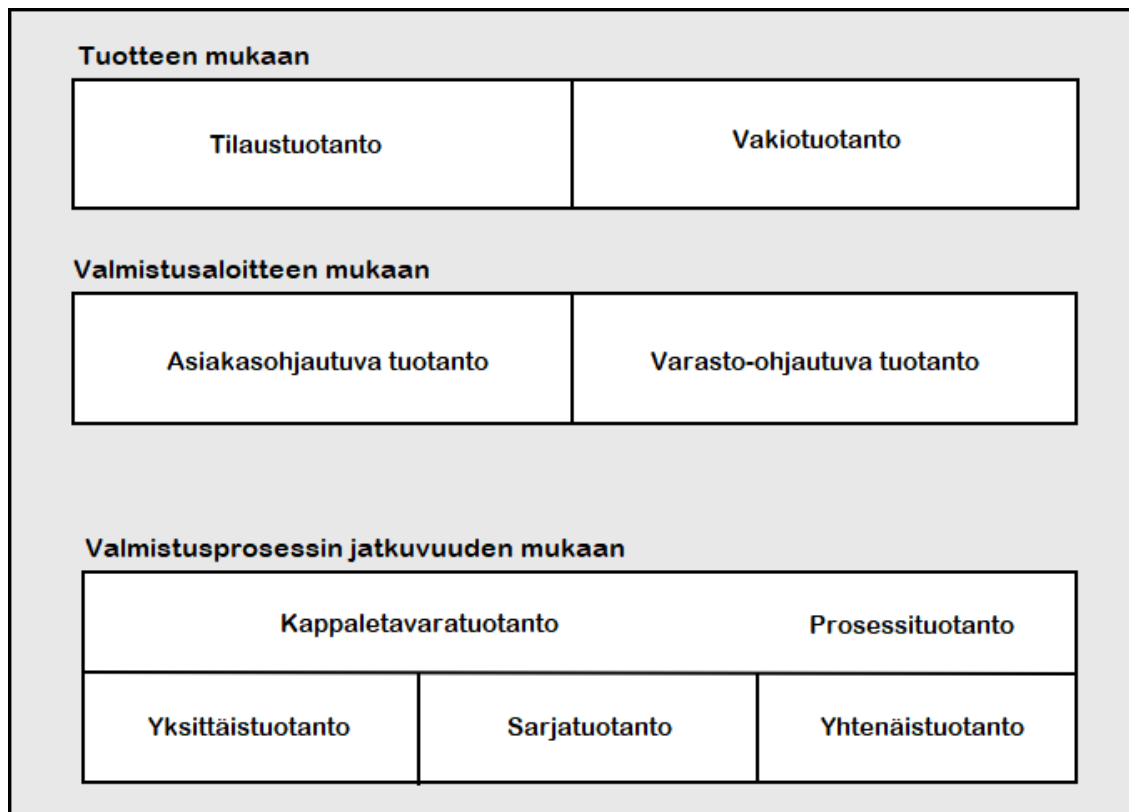 Tuotteen mukaan
Tilaustuotanto
Vakiotuotanto
Valmistusaloitteen mukaan
Asiakasohjautuva tuotanto
Varasto-ohjautuva tuotanto
Valmistusprosessin jatkuvuuden mukaan
Kappaletavaratuotanto
Prosessituotanto
Yksittäistuotanto
Sarjatuotanto
Yhtenäistuotanto